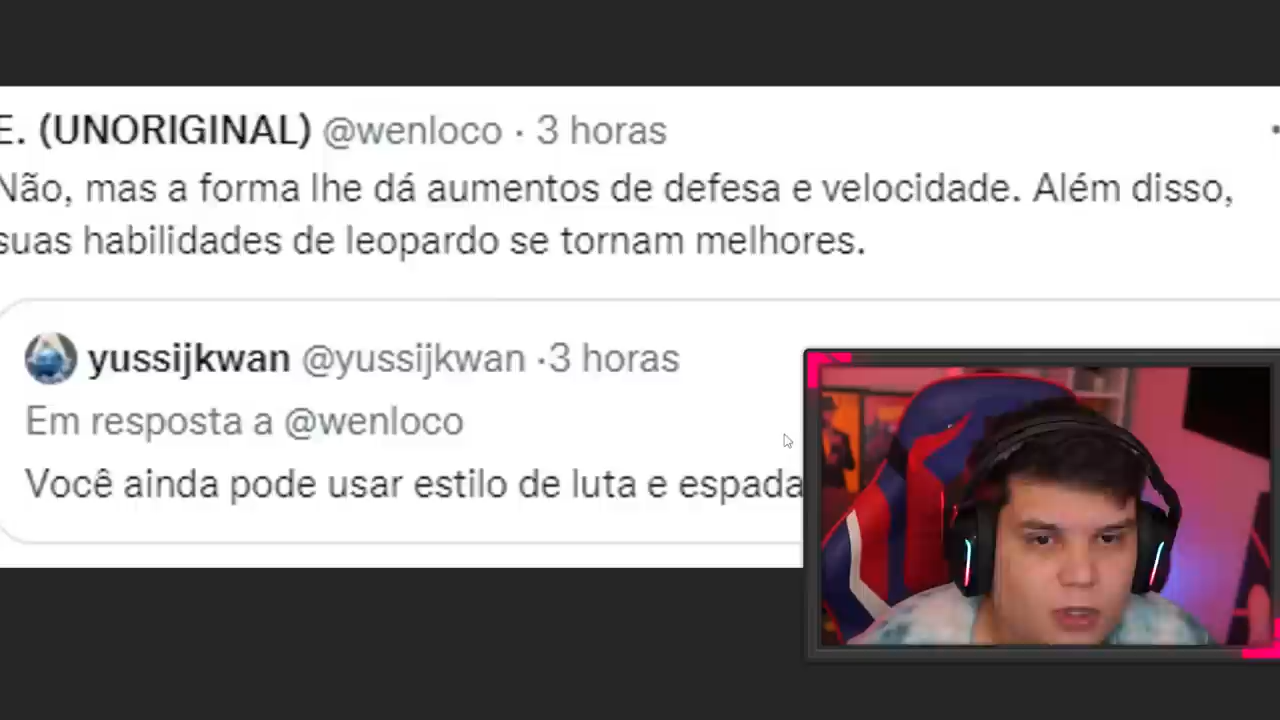 E. (UNORIGINAL) @wenloco · 3 horas
Não, mas a forma lhe dá aumentos de defesa e velocidade. Além disso,
suas habilidades de leopardo se tornam melhores.
yussijkwan @yussijkwan ·3 horas
Em resposta a @wenloco
Você ainda pode usar estilo de luta e espada